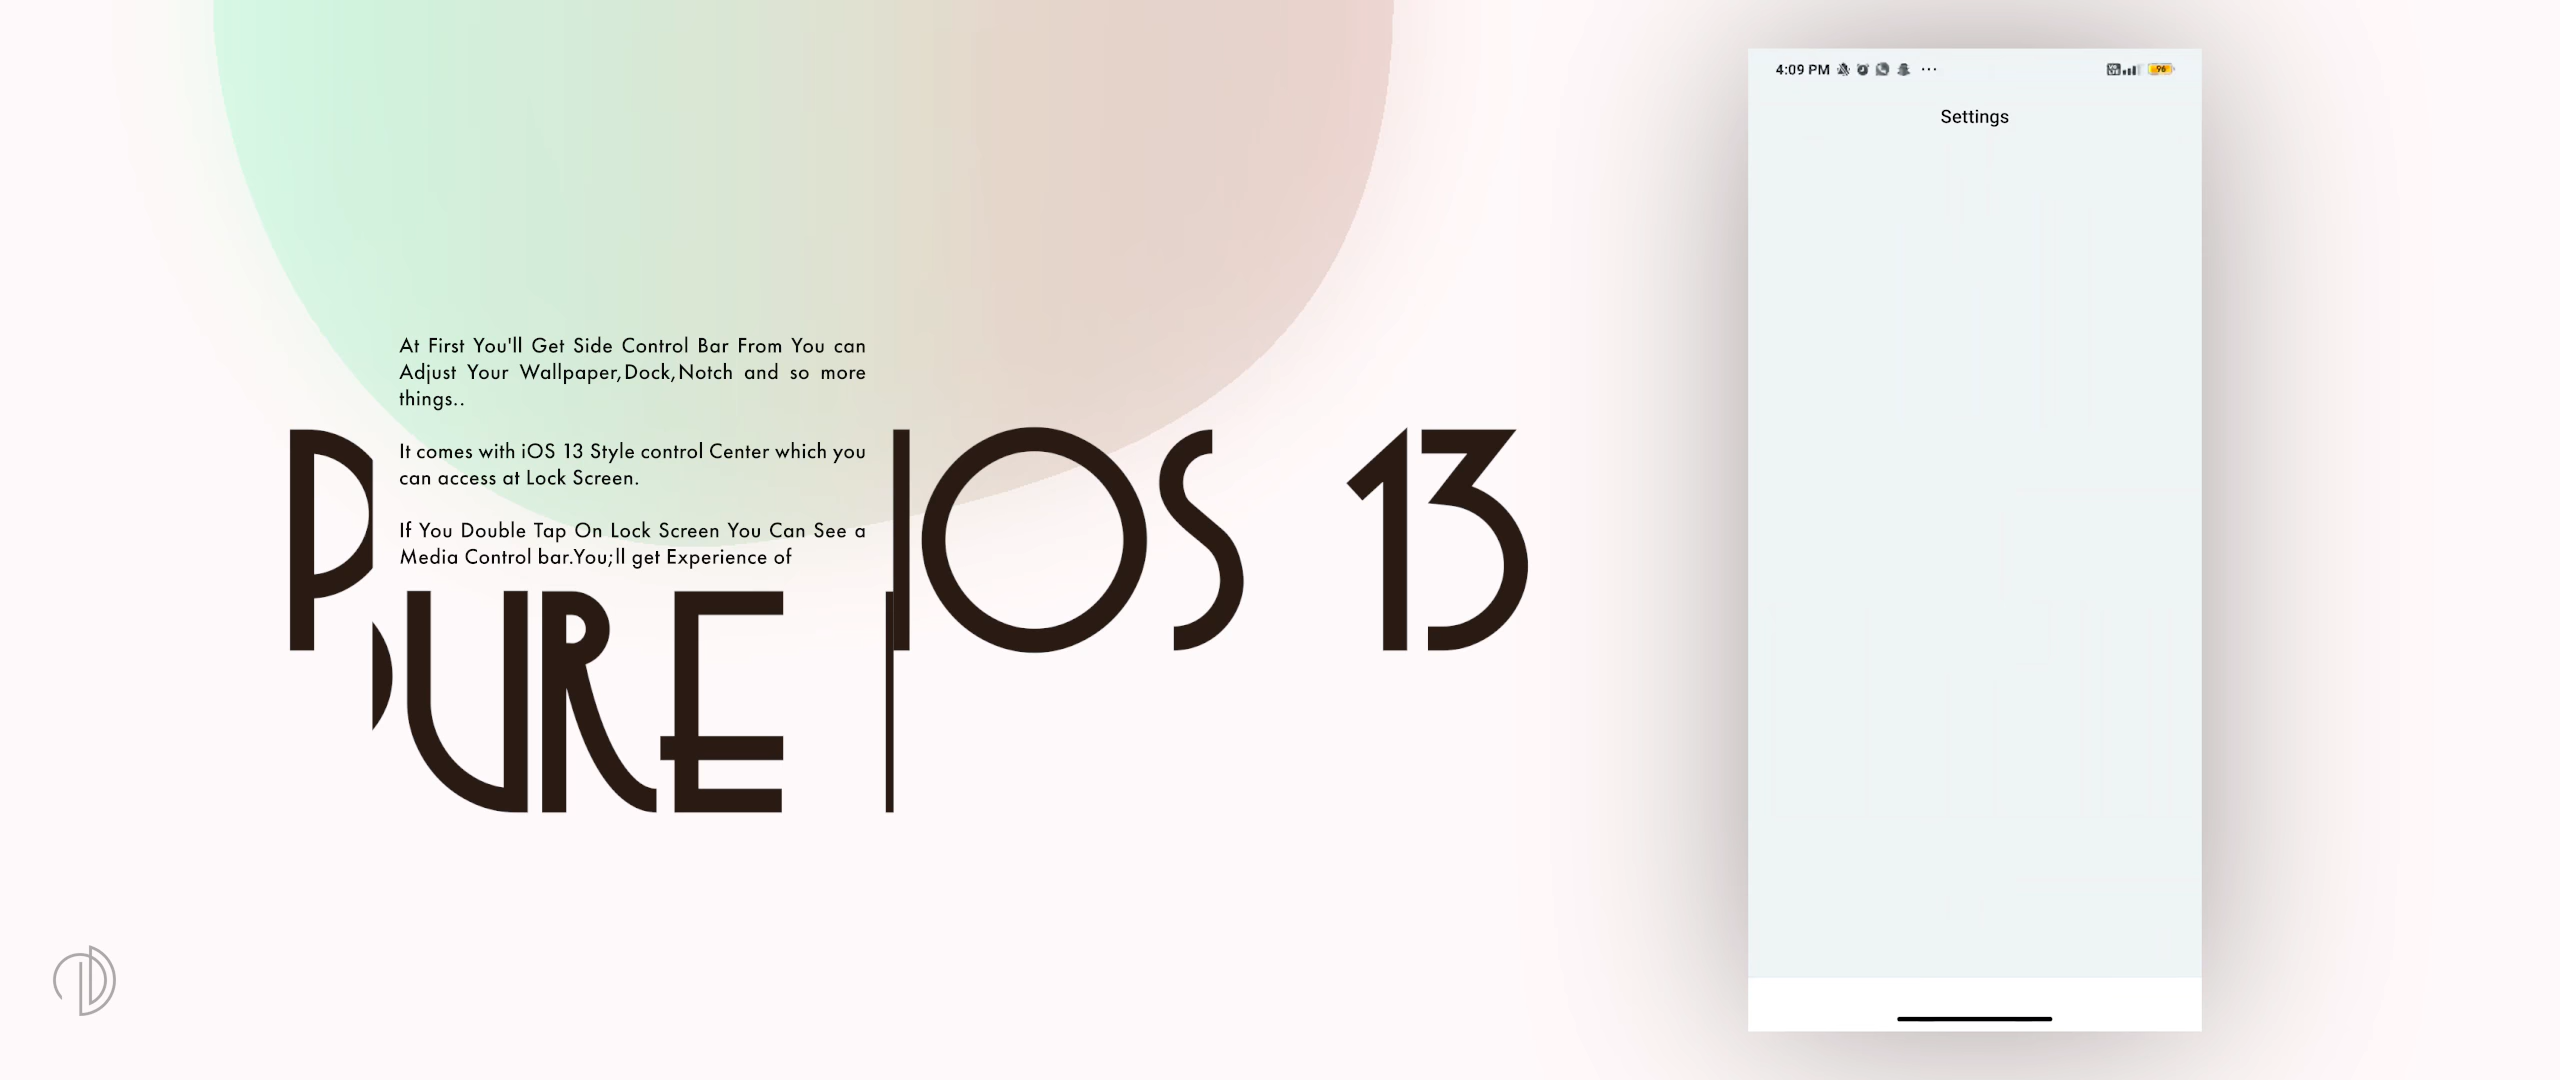 At First You'll Get Side Control Bar From You can
Adjust Your Wallpaper,Dock,Notch and so more
things..
It comes with iOS 13 Style control Center which you
can access at Lock Screen.
If You Double Tap On Lock Screen You Can See a
Media Control bar.You;ll get Experience of
PURE IOS 13
4:09 PM
96
Settings